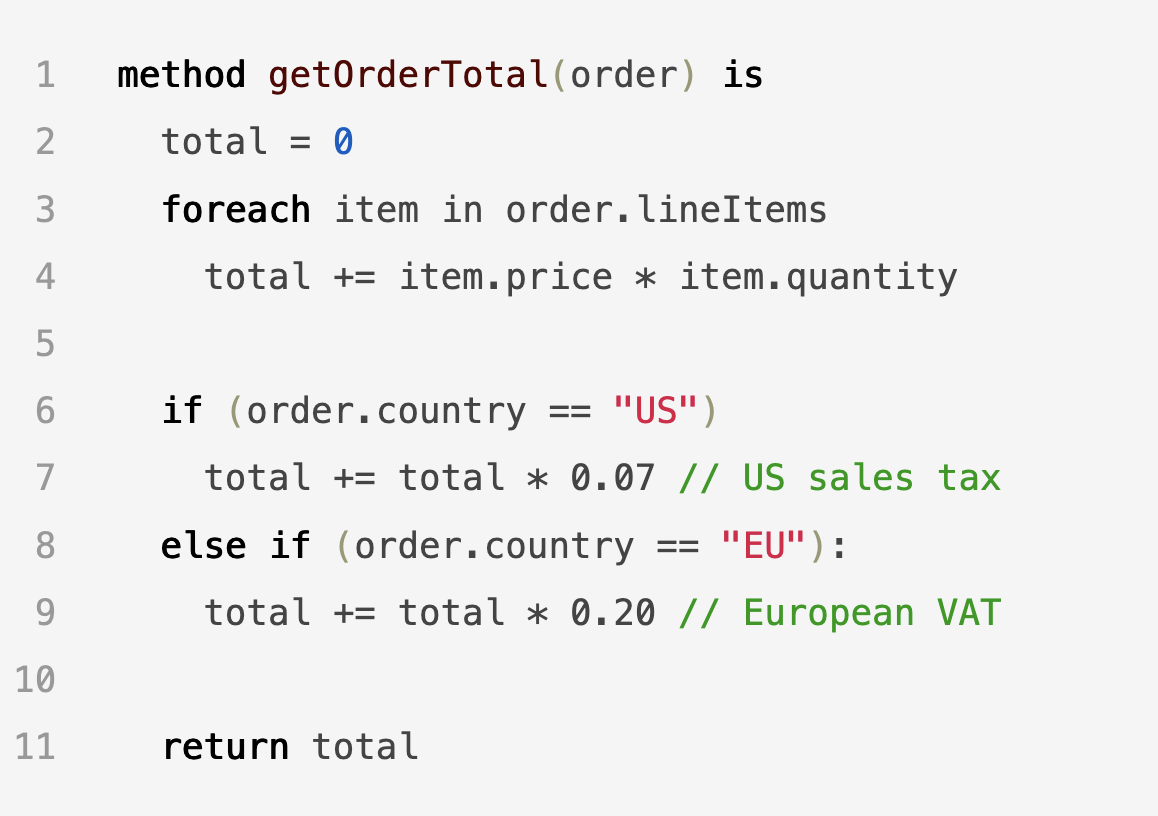 1 method getOrderTotal(order) is
2 total = 0
3 foreach item in order.lineItems
4 total += item.price * item.quantity
5
6 if (order.country == "US")
7 total += total * 0.07 // US sales tax
8 else if (order.country == "EU"):
9 total += total * 0.20 // European VAT
10
11 return total